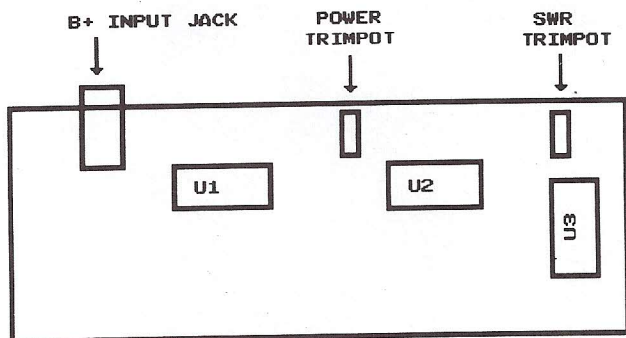 B+ INPUT JACK
POWER
TRIMPOT
SWR
TRIMPOT
U1
U2
U3